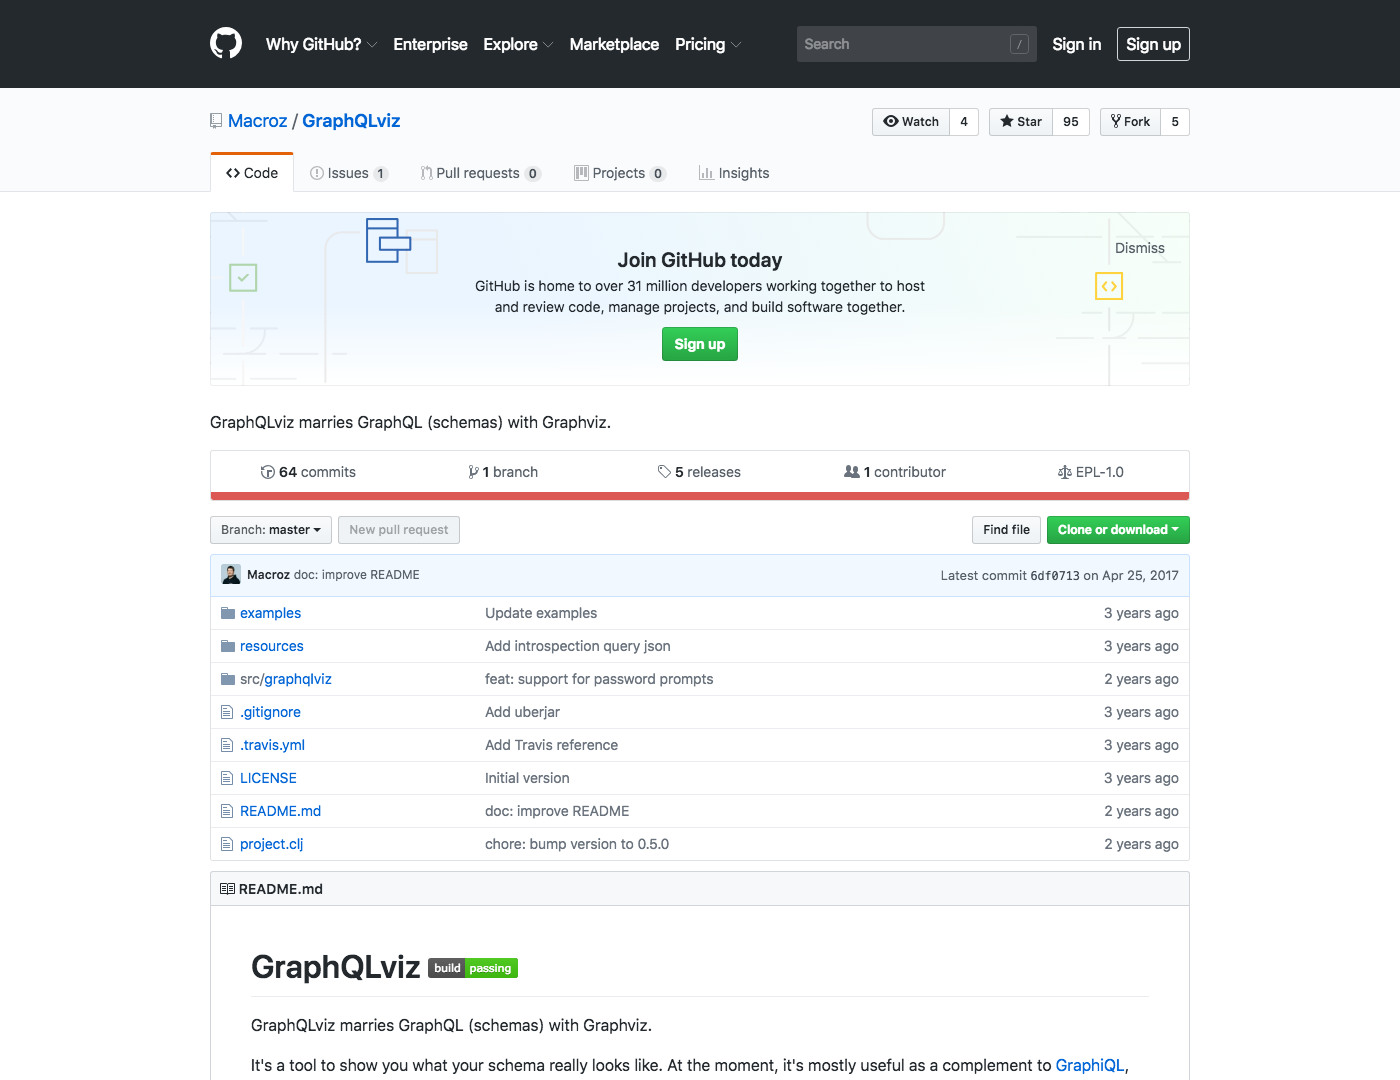 Why GitHub? Enterprise Explore Marketplace Pricing Search / Sign in Sign up
Macroz / GraphQLviz Watch 4 Star 95 Fork 5
Code Issues 1 Pull requests 0 Projects 0 Insights
Dismiss
Join GitHub today
GitHub is home to over 31 million developers working together to host
and review code, manage projects, and build software together.
Sign up
GraphQLviz marries GraphQL (schemas) with Graphviz.
64 commits 1 branch 5 releases 1 contributor EPL-1.0
Branch: master New pull request Find file Clone or download
Macroz doc: improve README Latest commit 6df0713 on Apr 25, 2017
examples Update examples 3 years ago
resources Add introspection query json 3 years ago
src/graphqlviz feat: support for password prompts 2 years ago
.gitignore Add uberjar 3 years ago
.travis.yml Add Travis reference 3 years ago
LICENSE Initial version 3 years ago
README.md doc: improve README 2 years ago
project.clj chore: bump version to 0.5.0 2 years ago
README.md
GraphQLviz build passing
GraphQLviz marries GraphQL (schemas) with Graphviz.
It's a tool to show you what your schema really looks like. At the moment, it's mostly useful as a complement to GraphiQL,